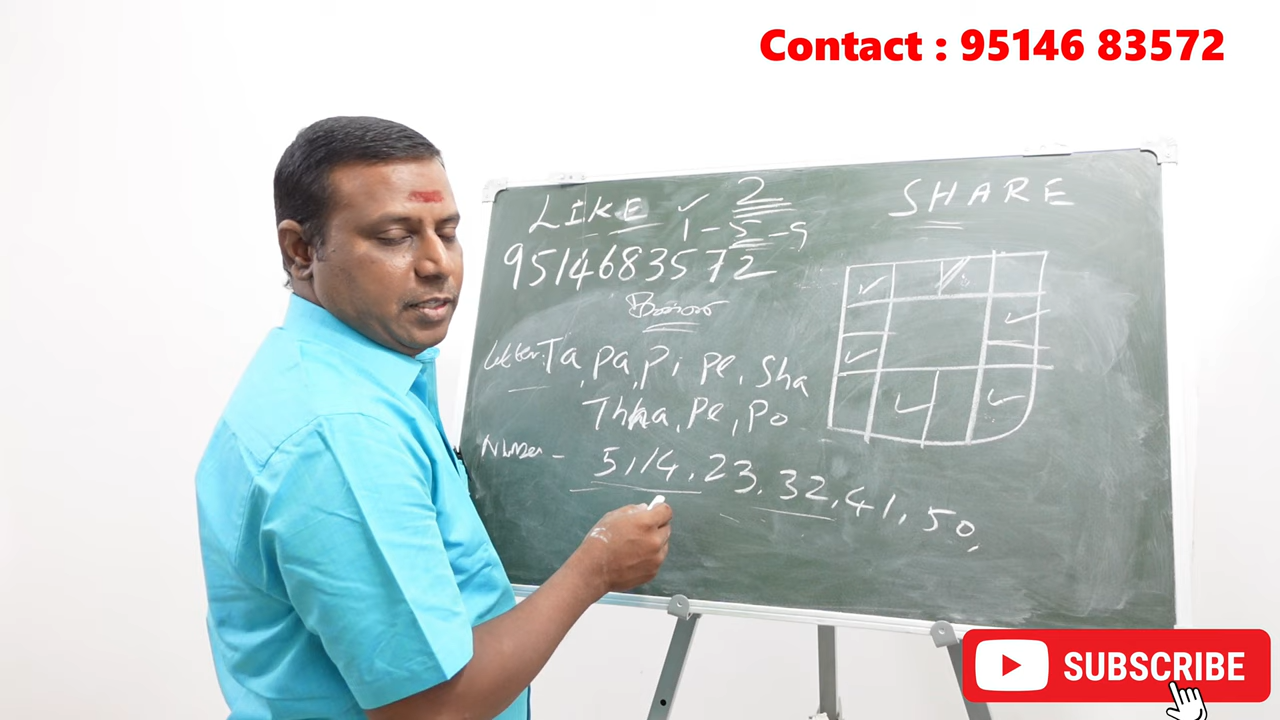 Contact : 95146 83572
LIKE ✓ 2
SHARE
1 - 5 - 9
9514683572
Letter: Ta, Pa, Pi, Pe, Sha
Thha, Pe, Po
Number - 5, 14, 23, 32, 41, 50,
SUBSCRIBE